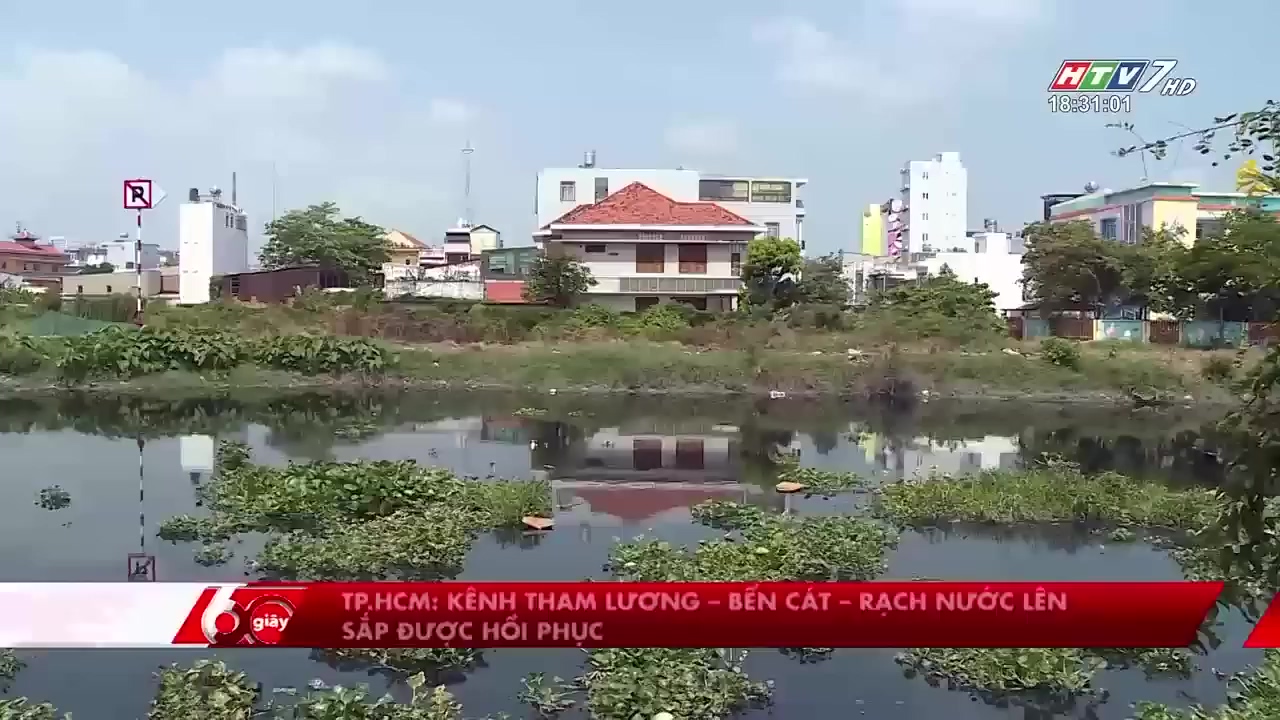 HTV7 HD
18:31:01
R
60 giây
TP.HCM: KÊNH THAM LƯƠNG – BẾN CÁT – RẠCH NƯỚC LÊN
SẮP ĐƯỢC HỒI PHỤC